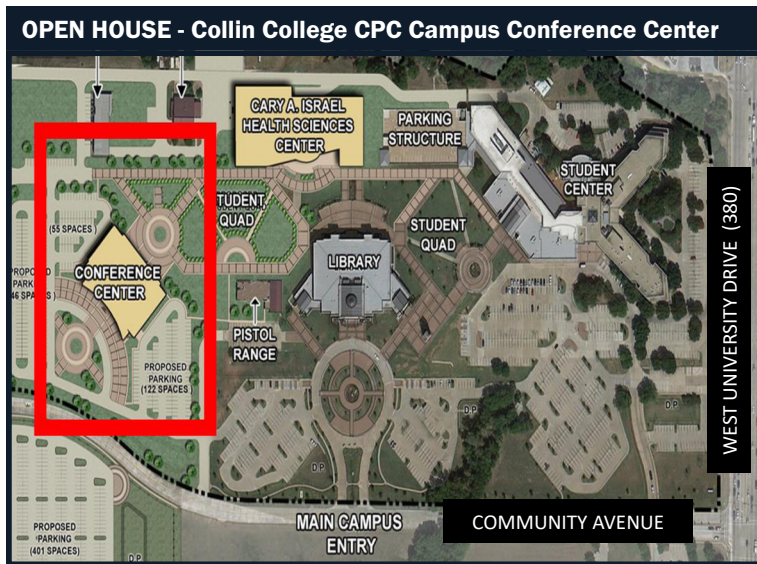 OPEN HOUSE - Collin College CPC Campus Conference Center
CARY A. ISRAEL
HEALTH SCIENCES
CENTER
PARKING
STRUCTURE
STUDENT
CENTER
TUDENT
QUAD
STUDENT
QUAD
(55 SPACES)
CONFERENCE
CENTER
LIBRARY
PISTOL
RANGE
PROPOSED
PARKING
(122 SPACES)
WEST UNIVERSITY DRIVE (380)
D.P.
D.P.
D.P.
MAIN CAMPUS
ENTRY
COMMUNITY AVENUE
PROPOSED
PARKING
(401 SPACES)
D.P.